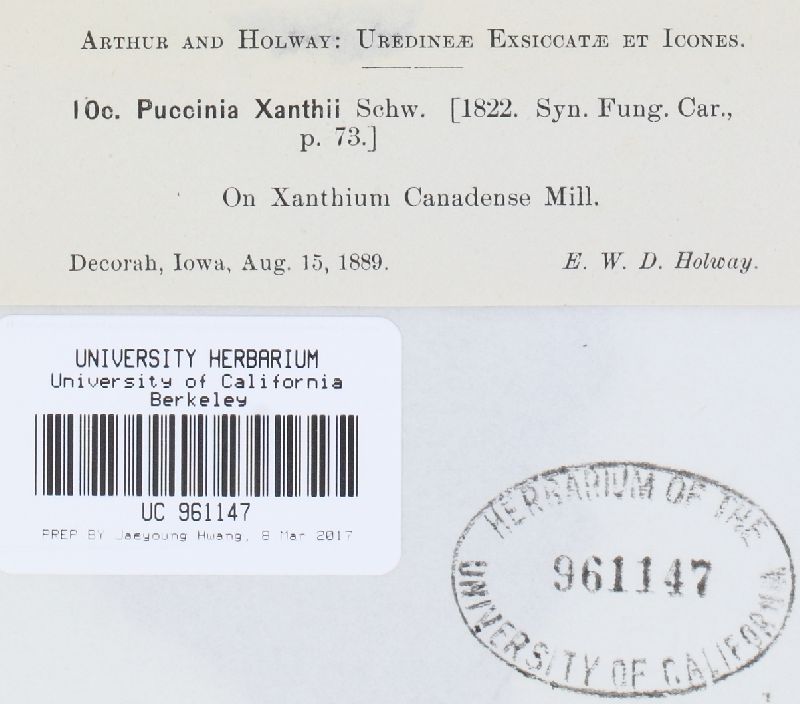 ARTHUR AND HOLWAY: UREDINEÆ EXSICCATÆ ET ICONES.
10c. Puccinia Xanthii Schw. [1822. Syn. Fung. Car.,
p. 73.]
On Xanthium Canadense Mill.
Decorah, Iowa, Aug. 15, 1889. E. W. D. Holway.
UNIVERSITY HERBARIUM
University of California
Berkeley
UC 961147
PREP BY Jaeyoung Hwang, 8 Mar 2017
HERBARIUM OF THE
961147
UNIVERSITY OF CALIFORNIA